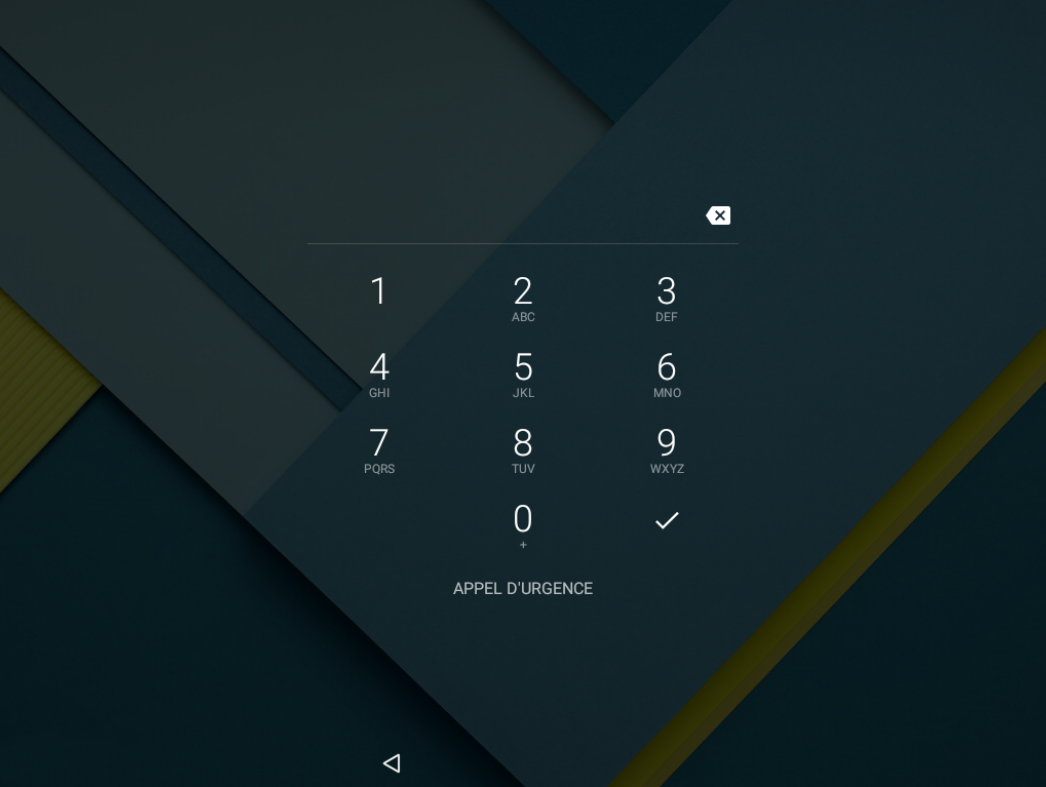 1 2 3
ABC DEF
4 5 6
GHI JKL MNO
7 8 9
PQRS TUV WXYZ
0
+
APPEL D'URGENCE